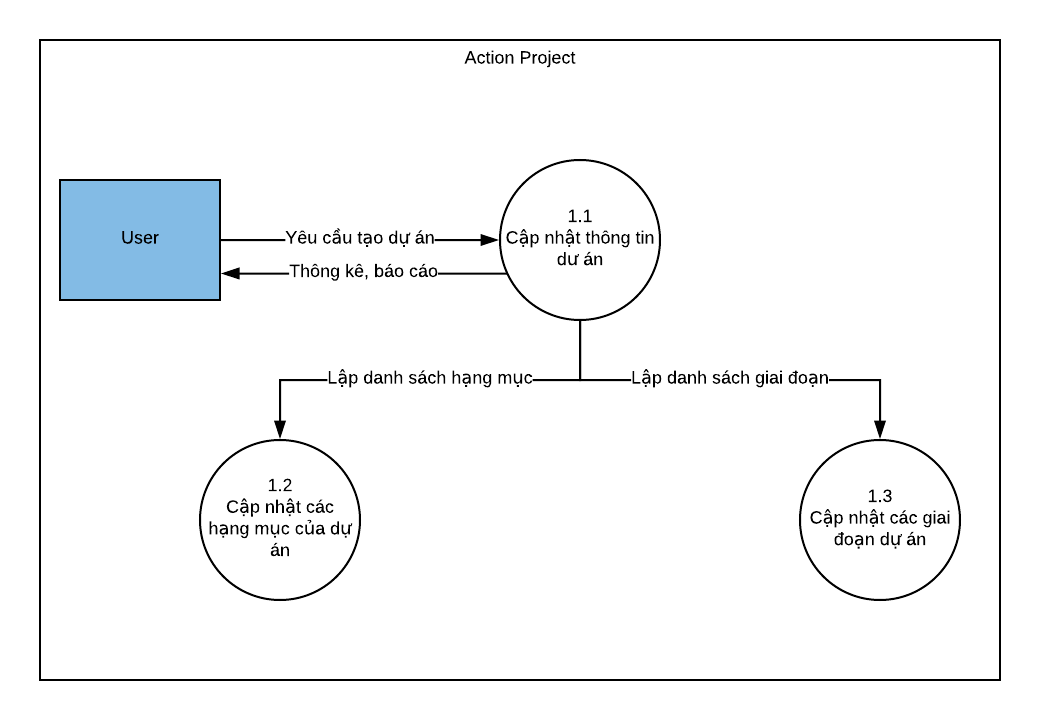 Action Project
User
Yêu cầu tạo dự án
Thông kê, báo cáo
1.1
Cập nhật thông tin
dư án
Lập danh sách hạng mục
Lập danh sách giai đoạn
1.2
Cập nhật các
hạng mục của dự
án
1.3
Cập nhật các giai
đoạn dự án